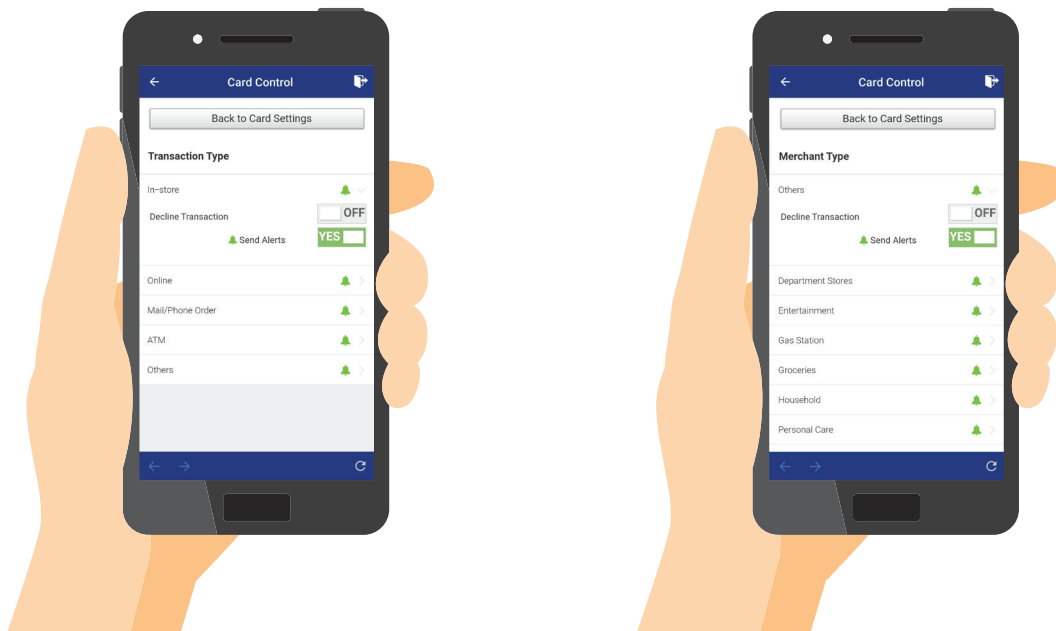 Card Control
Back to Card Settings
Transaction Type
In-store
Decline Transaction
OFF
Send Alerts
YES
Online
Mail/Phone Order
ATM
Others
Card Control
Back to Card Settings
Merchant Type
Others
Decline Transaction
OFF
Send Alerts
YES
Department Stores
Entertainment
Gas Station
Groceries
Household
Personal Care